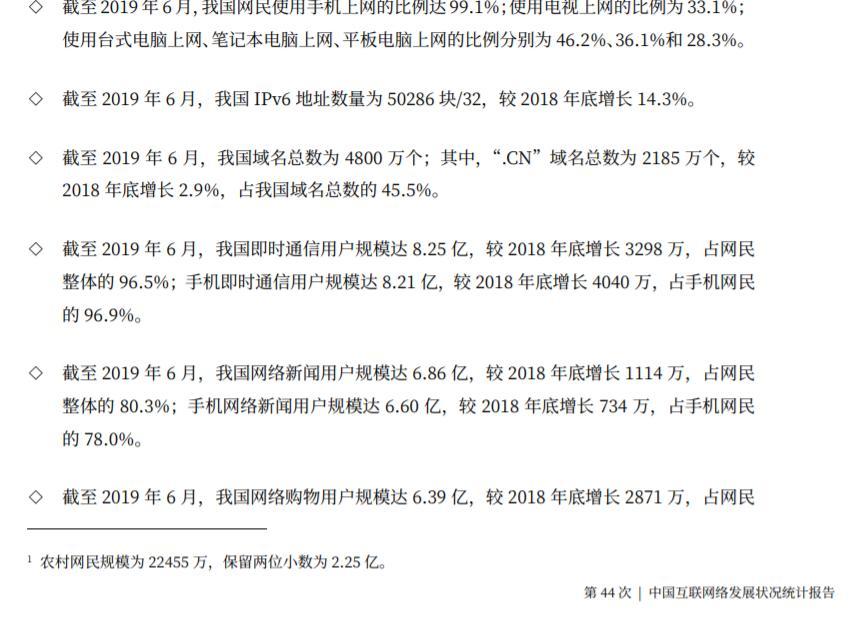 ◇ 截至 2019 年 6 月, 我国网民使用手机上网的比例达 99.1%; 使用电视上网的比例为 33.1%;
使用台式电脑上网、笔记本电脑上网、平板电脑上网的比例分别为 46.2%、36.1%和 28.3%。
◇ 截至 2019 年 6 月，我国 IPv6 地址数量为 50286 块/32，较 2018 年底增长 14.3%。
◇ 截至 2019 年 6 月，我国域名总数为 4800 万个；其中，“.CN”域名总数为 2185 万个，较
2018 年底增长 2.9%，占我国域名总数的 45.5%。
◇ 截至 2019 年 6 月，我国即时通信用户规模达 8.25 亿，较 2018 年底增长 3298 万，占网民
整体的 96.5%；手机即时通信用户规模达 8.21 亿，较 2018 年底增长 4040 万，占手机网民
的 96.9%。
◇ 截至 2019 年 6 月，我国网络新闻用户规模达 6.86 亿，较 2018 年底增长 1114 万，占网民
整体的 80.3%；手机网络新闻用户规模达 6.60 亿，较 2018 年底增长 734 万，占手机网民
的 78.0%。
◇ 截至 2019 年 6 月，我国网络购物用户规模达 6.39 亿，较 2018 年底增长 2871 万，占网民
1 农村网民规模为 22455 万，保留两位小数为 2.25 亿。
第 44 次 | 中国互联网络发展状况统计报告